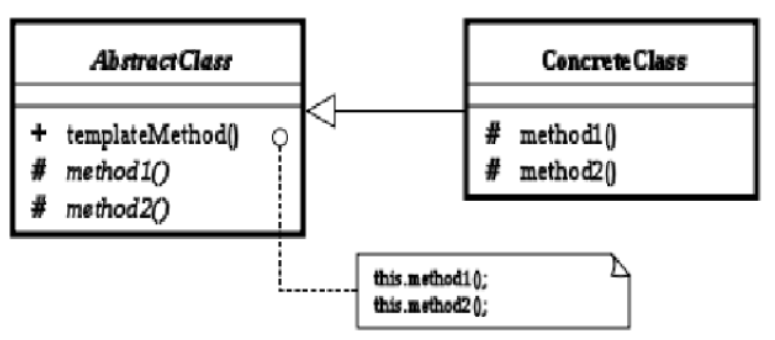 AbstractClass
+ templateMethod()
# method1()
# method2()
ConcreteClass
# method1()
# method2()
this.method1();
this.method2();